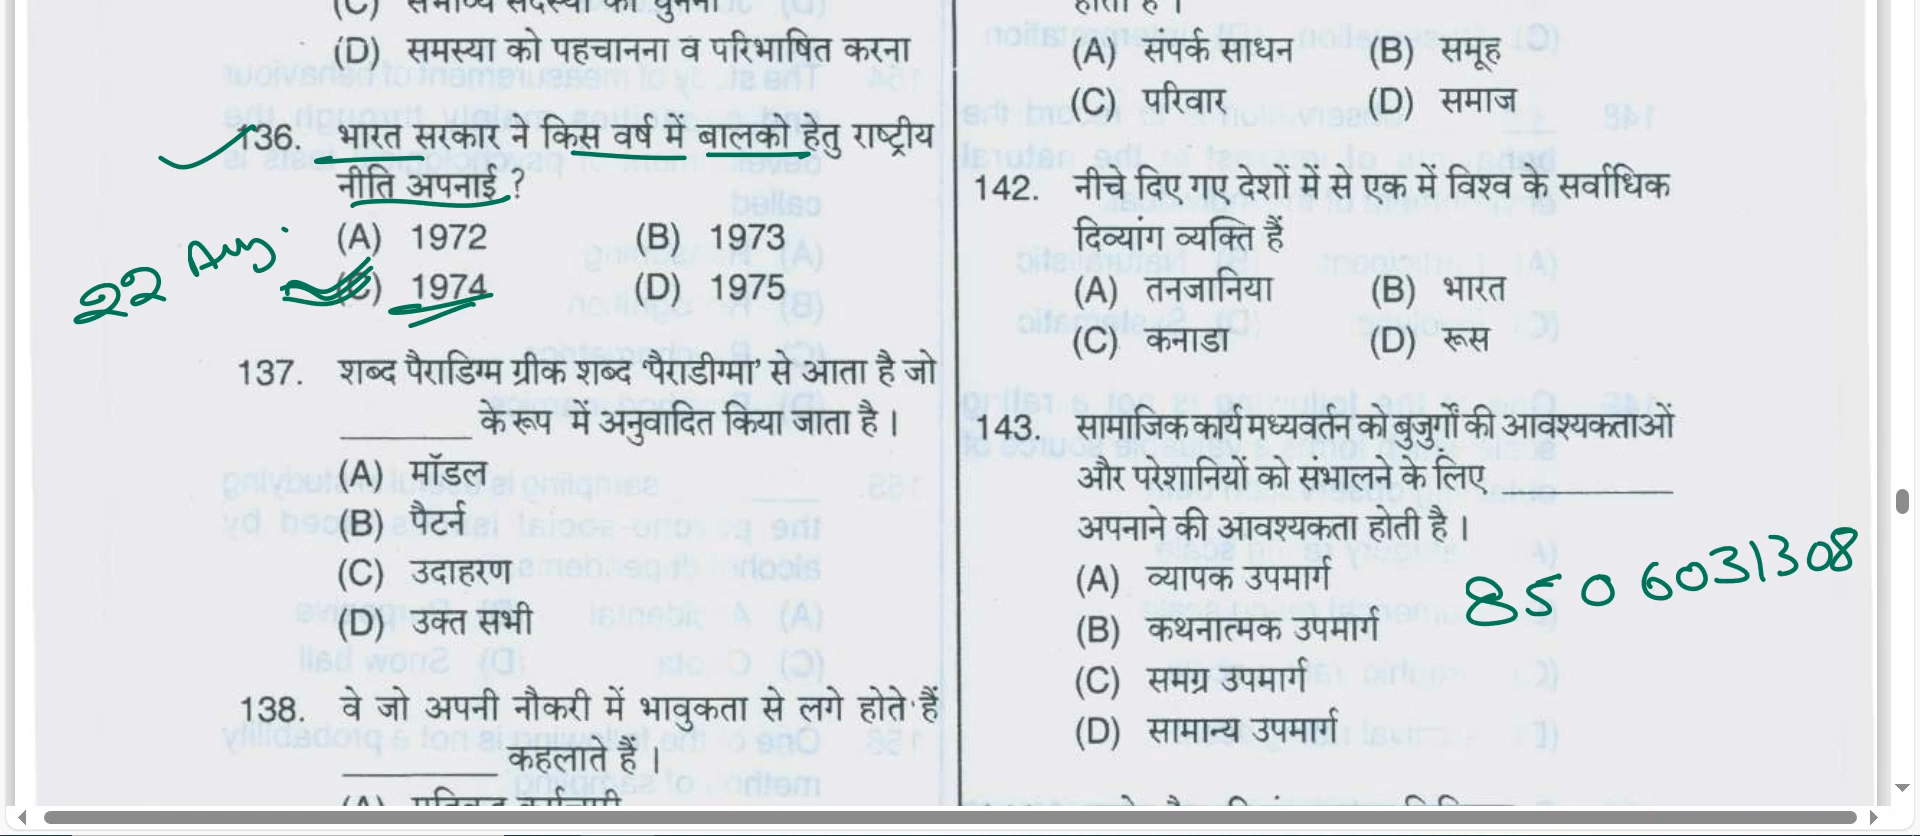 (D) समस्या को पहचानना व परिभाषित करना
136. भारत सरकार ने किस वर्ष में बालकों हेतु राष्ट्रीय
नीति अपनाई ?
(A) 1972 (B) 1973
22 Aug.
(C) 1974 (D) 1975
137. शब्द पैराडिग्म ग्रीक शब्द 'पैराडीग्मा' से आता है जो
________ के रूप में अनुवादित किया जाता है ।
(A) मॉडल
(B) पैटर्न
(C) उदाहरण
(D) उक्त सभी
138. वे जो अपनी नौकरी में भावुकता से लगे होते हैं
________ कहलाते हैं ।
होता है ।
(A) संपर्क साधन (B) समूह
(C) परिवार (D) समाज
142. नीचे दिए गए देशों में से एक में विश्व के सर्वाधिक
दिव्यांग व्यक्ति हैं
(A) तनजानिया (B) भारत
(C) कनाडा (D) रूस
143. सामाजिक कार्य मध्यवर्तन को बुजुर्गों की आवश्यकताओं
और परेशानियों को सभालने के लिए ________
अपनाने की आवश्यकता होती है ।
(A) व्यापक उपमार्ग
8506031308
(B) कथनात्मक उपमार्ग
(C) समग्र उपमार्ग
(D) सामान्य उपमार्ग